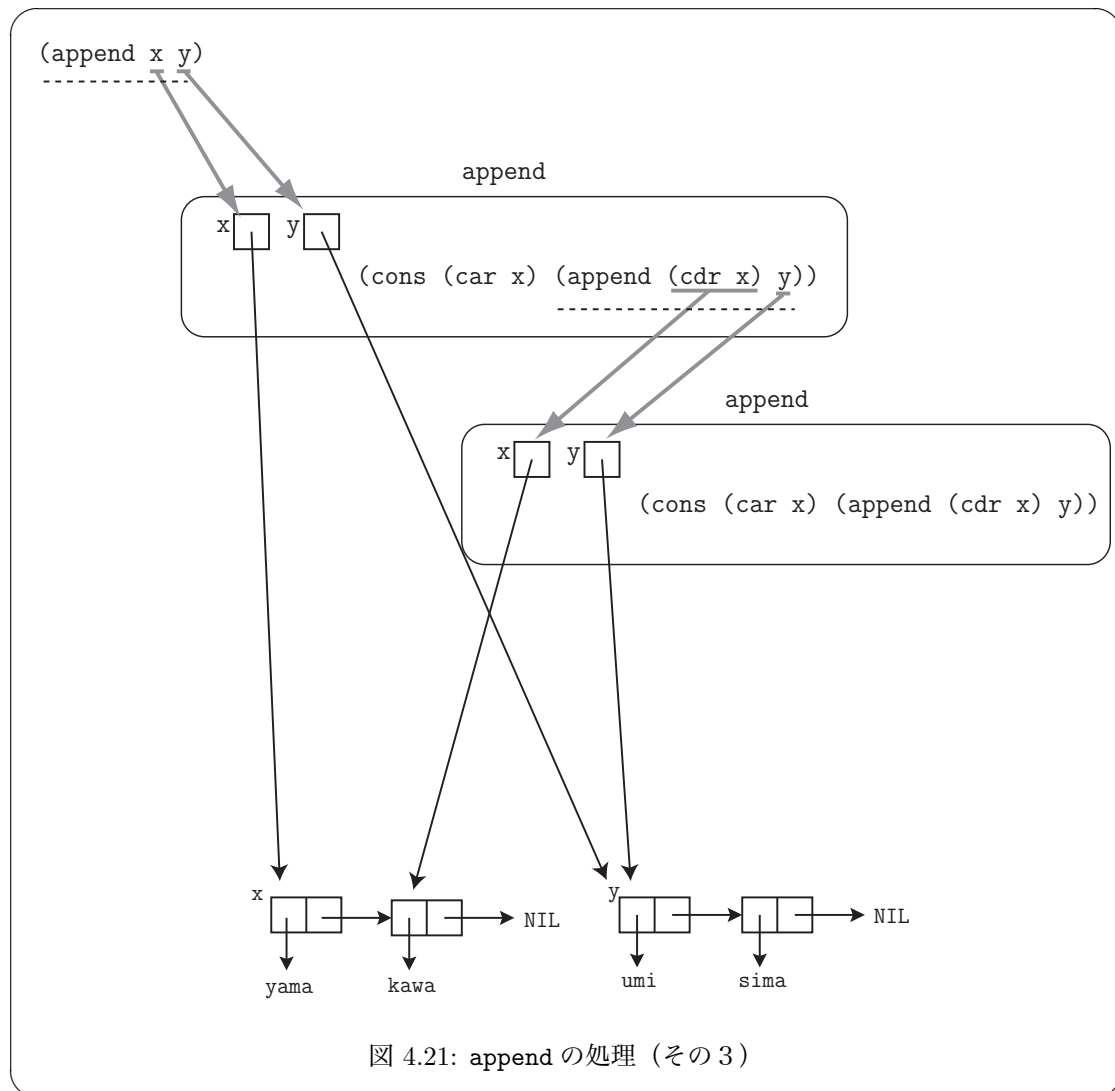 (append x y)
append
x
y
(cons (car x) (append (cdr x) y))
append
x
y
(cons (car x) (append (cdr x) y))
x
NIL
yama
kawa
y
NIL
umi
sima
図 4.21: append の処理（その３）